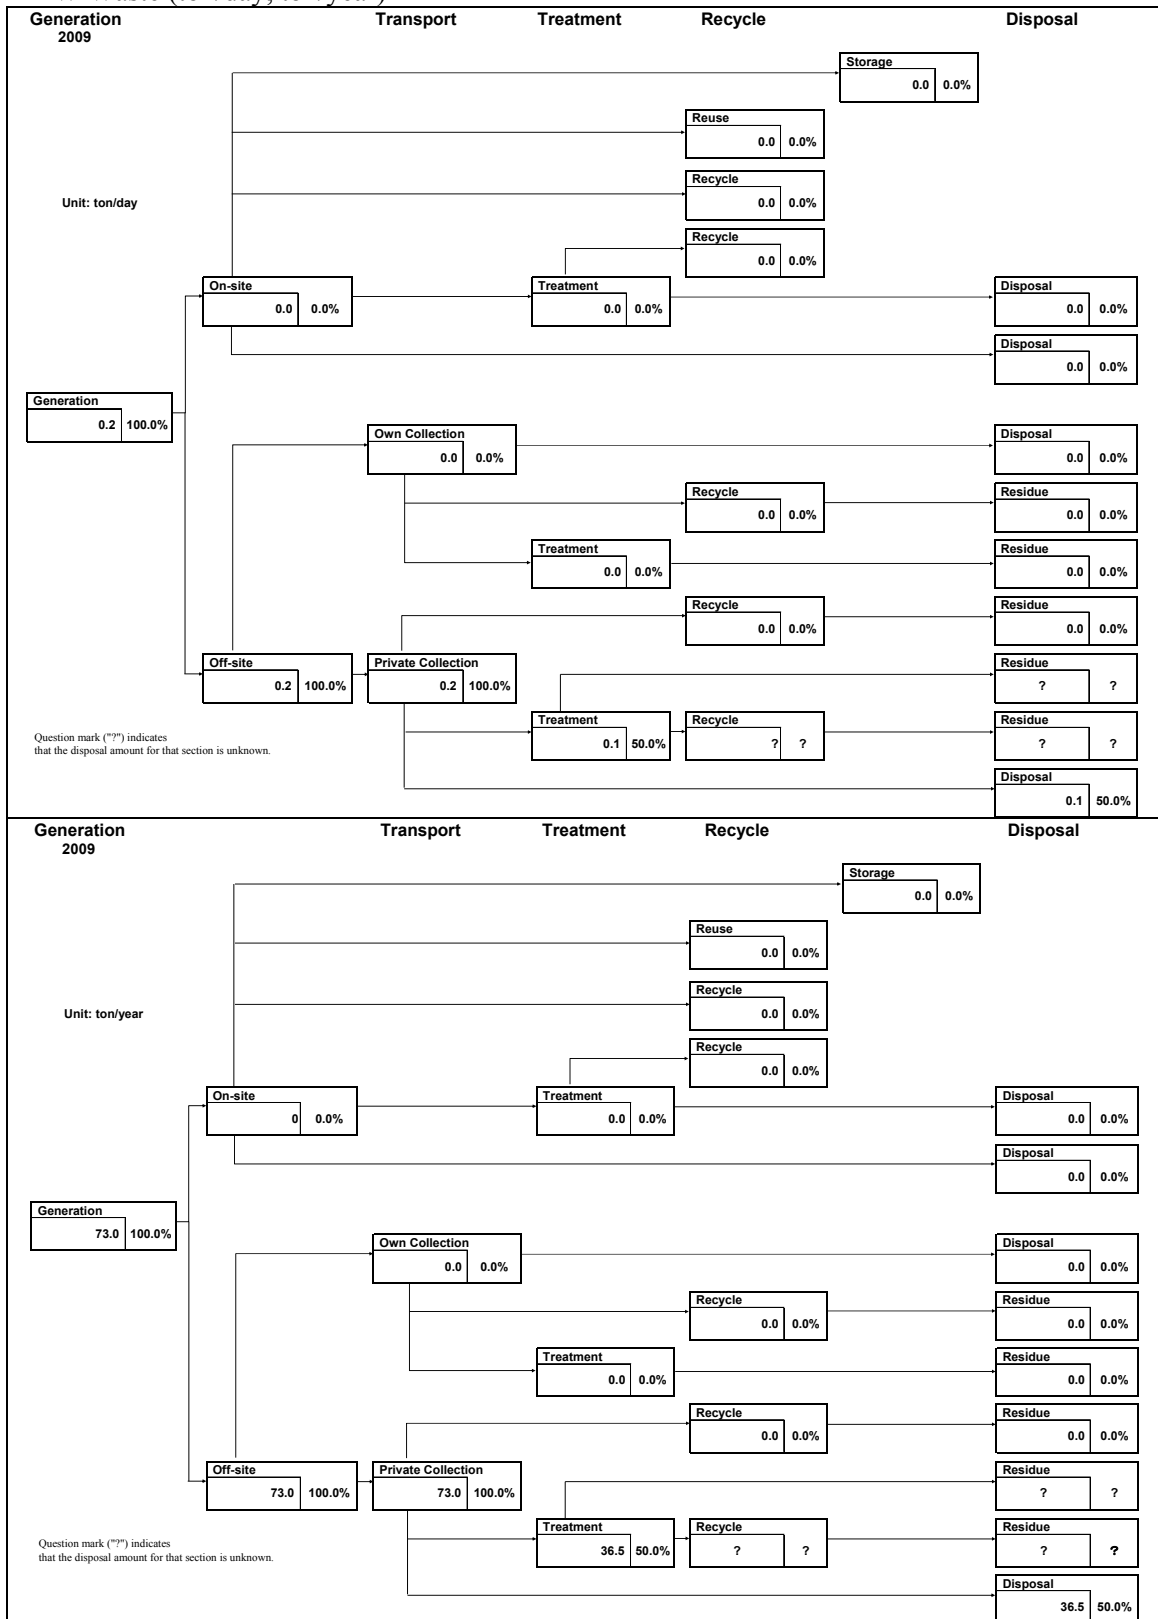 Generation Transport Treatment Recycle Disposal
2009
Storage
0.0 0.0%
Reuse
0.0 0.0%
Recycle
Unit: ton/day
0.0 0.0%
Recycle
0.0 0.0%
On-site Treatment Disposal
0.0 0.0% 0.0 0.0% 0.0 0.0%
Disposal
0.0 0.0%
Generation
0.2 100.0%
Own Collection Disposal
0.0 0.0% 0.0 0.0%
Recycle Residue
0.0 0.0% 0.0 0.0%
Treatment Residue
0.0 0.0% 0.0 0.0%
Recycle Residue
0.0 0.0% 0.0 0.0%
Off-site Private Collection Residue
0.2 100.0% 0.2 100.0% ? ?
Treatment Recycle Residue
0.1 50.0% ? ? ? ?
Question mark ("?") indicates
that the disposal amount for that section is unknown.
Disposal
0.1 50.0%
Generation Transport Treatment Recycle Disposal
2009
Storage
0.0 0.0%
Reuse
0.0 0.0%
Recycle
Unit: ton/year
0.0 0.0%
Recycle
0.0 0.0%
On-site Treatment Disposal
0 0.0% 0.0 0.0% 0.0 0.0%
Disposal
0.0 0.0%
Generation
73.0 100.0%
Own Collection Disposal
0.0 0.0% 0.0 0.0%
Recycle Residue
0.0 0.0% 0.0 0.0%
Treatment Residue
0.0 0.0% 0.0 0.0%
Recycle Residue
0.0 0.0% 0.0 0.0%
Off-site Private Collection Residue
73.0 100.0% 73.0 100.0% ? ?
Treatment Recycle Residue
36.5 50.0% ? ? ? ?
Question mark ("?") indicates
that the disposal amount for that section is unknown.
Disposal
36.5 50.0%